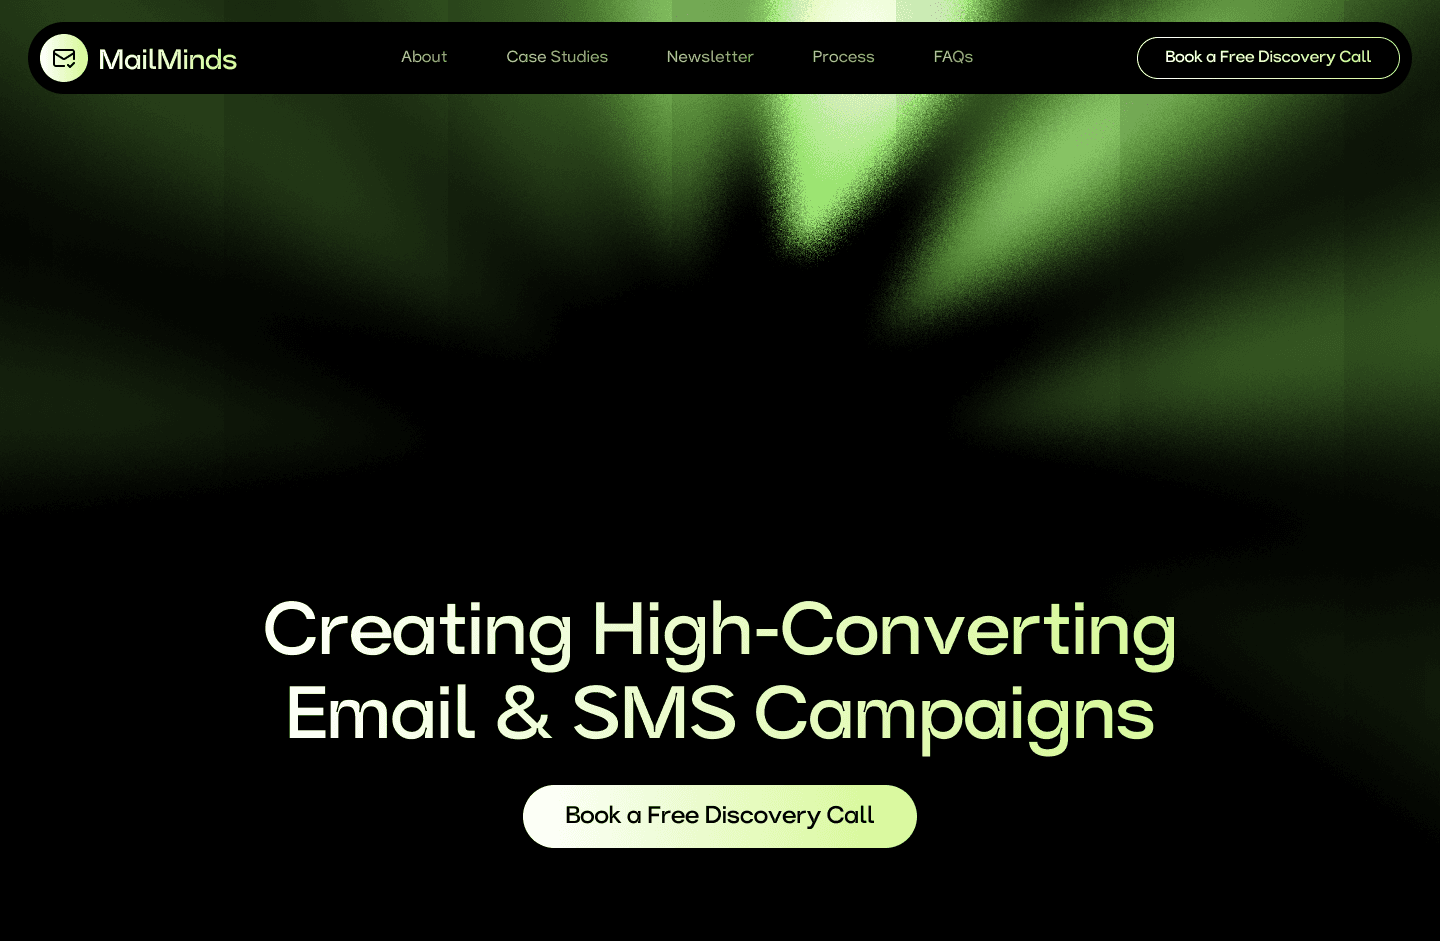 MailMinds
About
Case Studies
Newsletter
Process
FAQs
Book a Free Discovery Call
Creating High-Converting
Email & SMS Campaigns
Book a Free Discovery Call